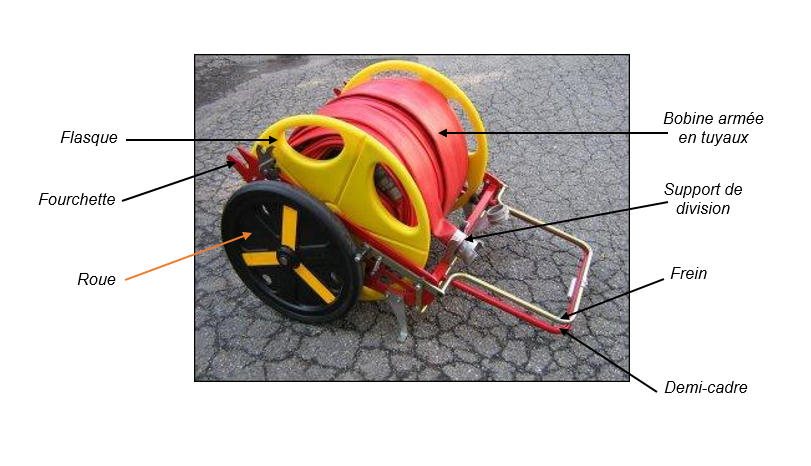 Flasque
Fourchette
Roue
Bobine armée
en tuyaux
Support de
division
Frein
Demi-cadre